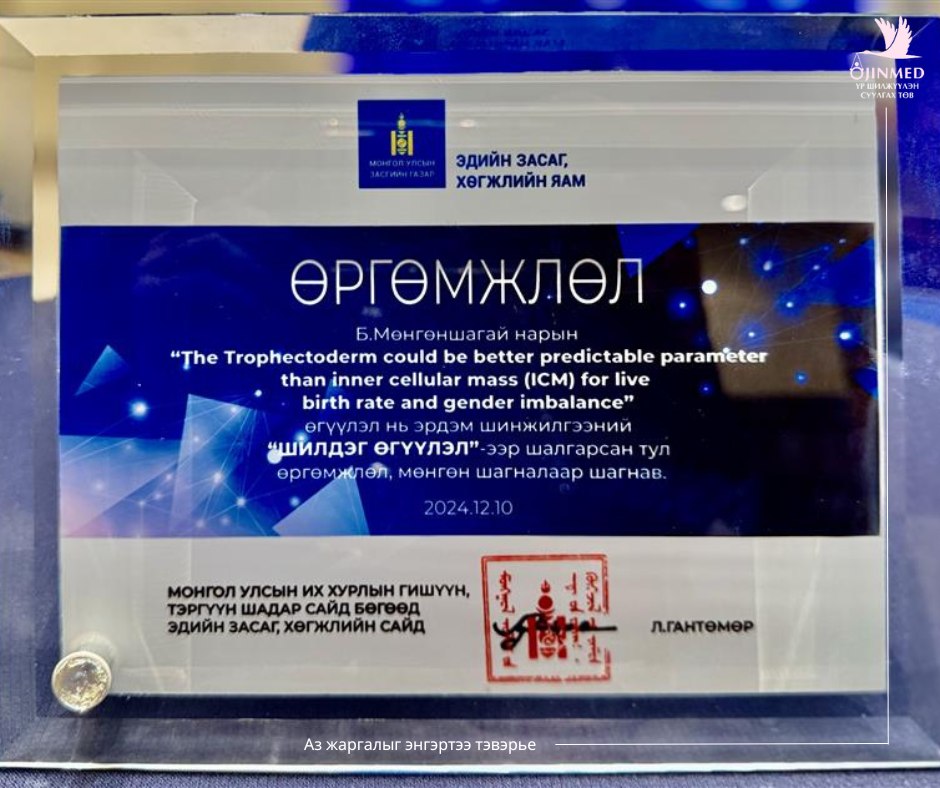 OJINMED
ҮР ШИЛЖҮҮЛЭН
СУУЛГАХ ТӨВ
МОНГОЛ УЛСЫН
ЗАСГИЙН ГАЗАР
ЭДИЙН ЗАСАГ,
ХӨГЖЛИЙН ЯАМ
ӨРГӨМЖЛӨЛ
Б.Мөнгөншагай нарын
“The Trophectoderm could be better predictable parameter
than inner cellular mass (ICM) for live
birth rate and gender imbalance”
өгүүлэл нь эрдэм шинжилгээний
“ШИЛДЭГ ӨГҮҮЛЭЛ”-ээр шалгарсан тул
өргөмжлөл, мөнгөн шагналаар шагнав.
2024.12.10
МОНГОЛ УЛСЫН ИХ ХУРЛЫН ГИШҮҮН,
ТЭРГҮҮН ШАДАР САЙД БӨГӨӨД
ЭДИЙН ЗАСАГ, ХӨГЖЛИЙН САЙД
Л.ГАНТӨМӨР
Аз жаргалыг энгэртээ тэвэрье